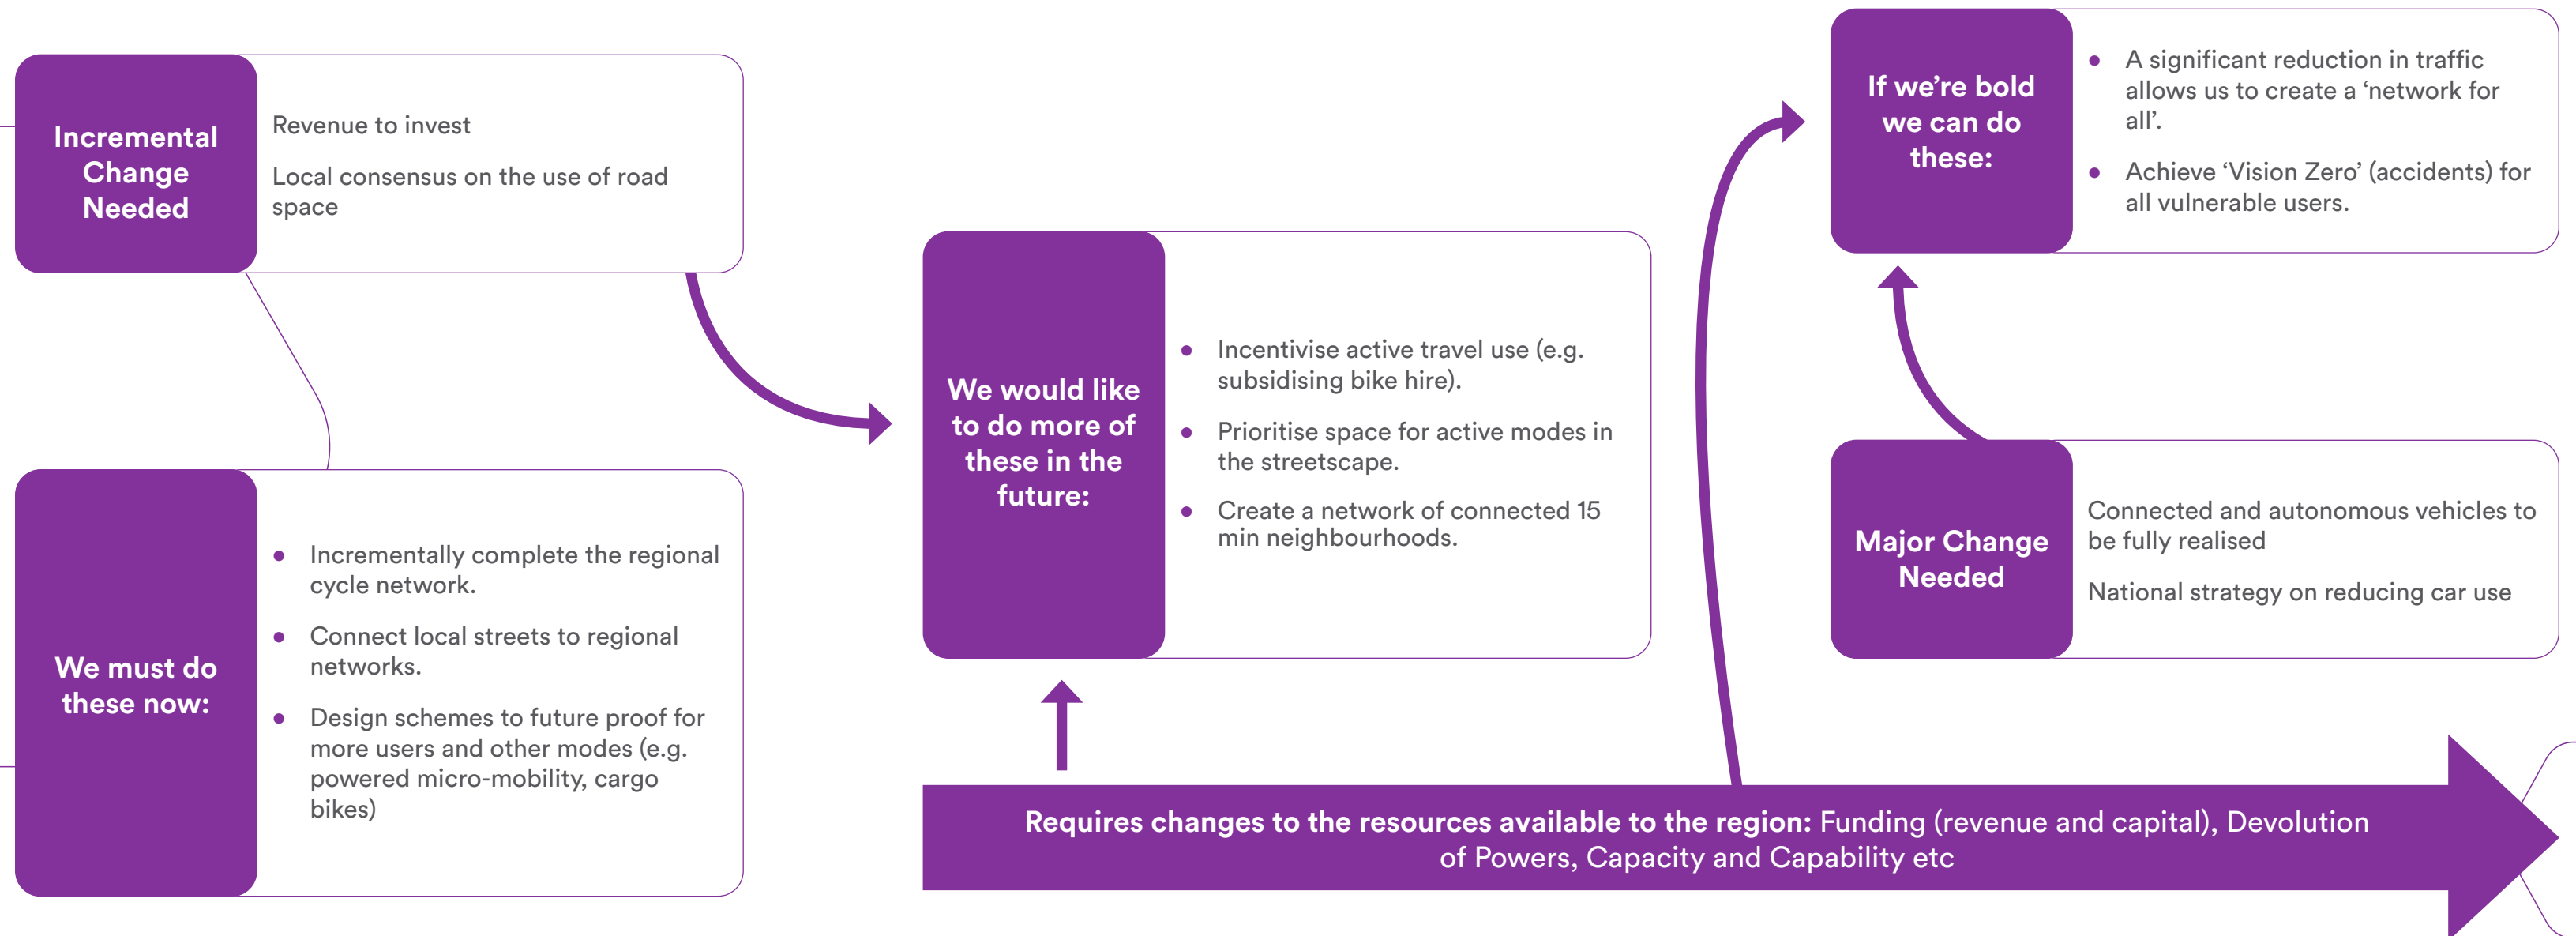 Incremental
Change
Needed
Revenue to invest
Local consensus on the use of road
space
We must do
these now:
● Incrementally complete the regional
cycle network.
● Connect local streets to regional
networks.
● Design schemes to future proof for
more users and other modes (e.g.
powered micro-mobility, cargo
bikes)
We would like
to do more of
these in the
future:
● Incentivise active travel use (e.g.
subsidising bike hire).
● Prioritise space for active modes in
the streetscape.
● Create a network of connected 15
min neighbourhoods.
If we’re bold
we can do
these:
● A significant reduction in traffic
allows us to create a ‘network for
all’.
● Achieve ‘Vision Zero’ (accidents) for
all vulnerable users.
Major Change
Needed
Connected and autonomous vehicles to
be fully realised
National strategy on reducing car use
Requires changes to the resources available to the region: Funding (revenue and capital), Devolution
of Powers, Capacity and Capability etc